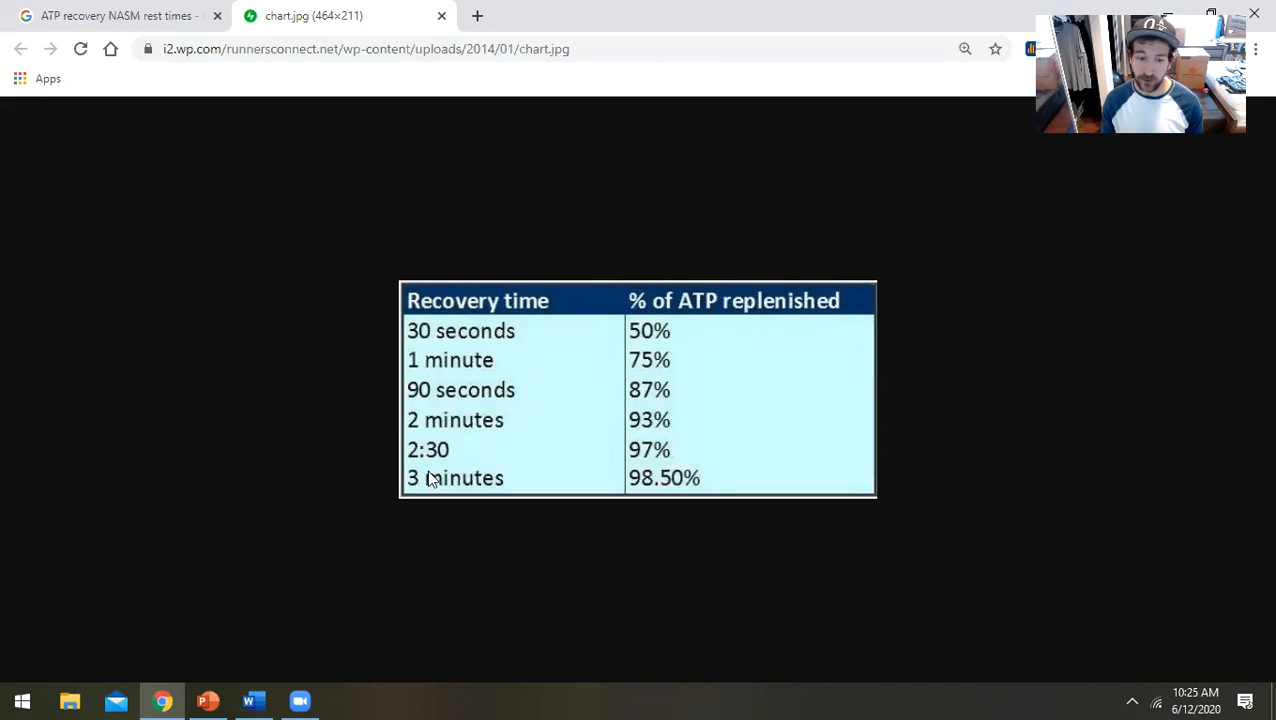 ATP recovery NASM rest times -
chart.jpg (464×211)
i2.wp.com/runnersconnect.net/wp-content/uploads/2014/01/chart.jpg
Apps
Recovery time % of ATP replenished
30 seconds 50%
1 minute 75%
90 seconds 87%
2 minutes 93%
2:30 97%
3 minutes 98.50%
10:25 AM
6/12/2020